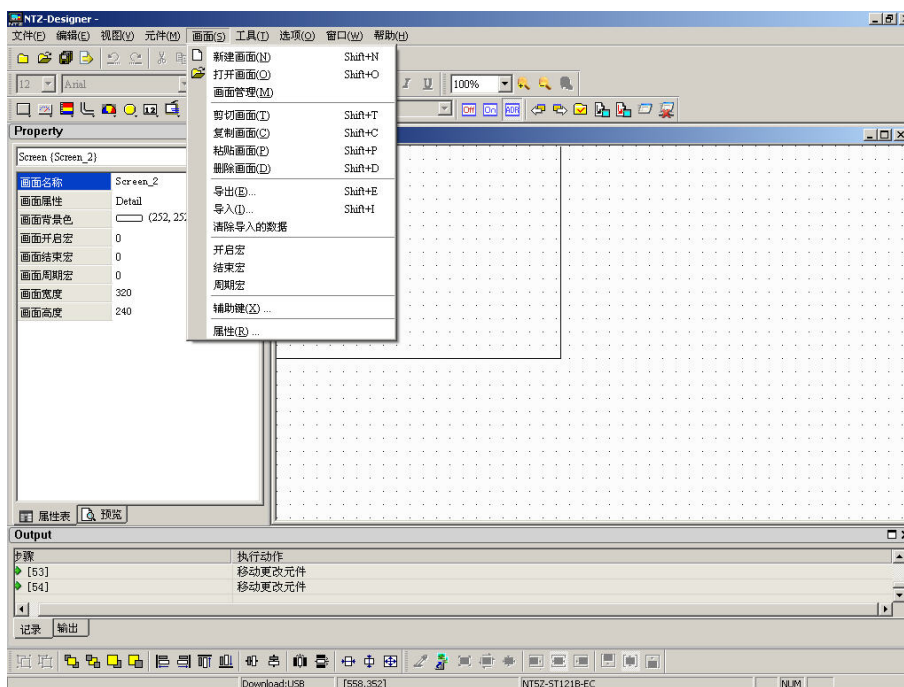 NTZ-Designer -
文件(F) 编辑(E) 视图(V) 元件(M) 画面(S) 工具(T) 选项(O) 窗口(W) 帮助(H)
新建画面(N) Shift+N
打开画面(O) Shift+O
画面管理(M)
剪切画面(T) Shift+T
复制画面(C) Shift+C
粘贴画面(P) Shift+P
删除画面(D) Shift+D
导出(E)... Shift+E
导入(I)... Shift+I
清除导入的数据
开启宏
结束宏
周期宏
辅助键(X) ...
属性(R) ...
12 Arial I U 100%
12 Off On ADR
Property
Screen {Screen_2}
画面名称 Screen_2
画面属性 Detail
画面背景色 (252, 252
画面开启宏 0
画面结束宏 0
画面周期宏 0
画面宽度 320
画面高度 240
属性表 预览
Output
步骤 执行动作
[53] 移动更改元件
[54] 移动更改元件
记录 输出
Download:USB [558,352] NT5Z-ST121B-EC NUM